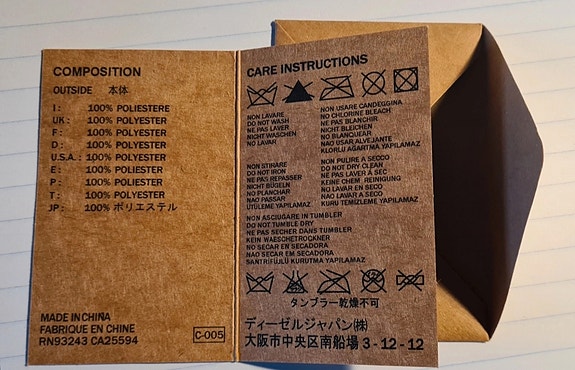 COMPOSITION
OUTSIDE 本体
I : 100% POLIESTERE
UK : 100% POLYESTER
F : 100% POLYESTER
D : 100% POLYESTER
U.S.A. : 100% POLYESTER
E : 100% POLIESTER
P : 100% POLIESTER
T : 100% POLYESTER
JP : 100% ポリエステル
MADE IN CHINA
FABRIQUE EN CHINE
RN93243 CA25594
C-005
CARE INSTRUCTIONS
NON LAVARE
DO NOT WASH
NE PAS LAVER
NICHT WASCHEN
NO LAVAR
NON USARE CANDEGGINA
NO CHLORINE BLEACH
NE PAS BLANCHIR
NICHT BLEICHEN
NO BLANQUEAR
NAO USAR ALVEJANTE
KLORLU AGARTMA YAPILAMAZ
NON STIRARE
DO NOT IRON
NE PAS REPASSER
NICHT BÜGELN
NO PLANCHAR
NAO PASSAR
ÜTÜLEME YAPILAMAZ
NON PULIRE A SECCO
DO NOT DRY CLEAN
NE PAS LAVER À SEC
KEINE CHEM. REINIGUNG
NO LAVAR EN SECO
NAO LAVAR A SECO
KURU TEMIZLEME YAPILAMAZ
NON ASCIUGARE IN TUMBLER
DO NOT TUMBLE DRY
NE PAS SECHER DANS TUMBLER
KEIN WAESCHETROCKNER
NO SECAR EN SECADORA
NAO SECAR EM SECADORA
SANTRIFÜJLÜ KURUTMA YAPILAMAZ
タンブラー乾燥不可
ディーゼルジャパン(株)
大阪市中央区南船場 3-12-12